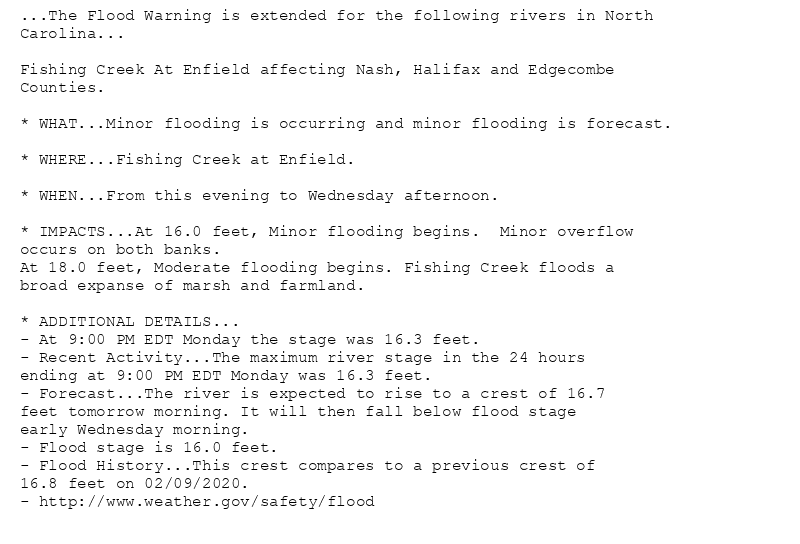 ...The Flood Warning is extended for the following rivers in North
Carolina...
Fishing Creek At Enfield affecting Nash, Halifax and Edgecombe
Counties.
* WHAT...Minor flooding is occurring and minor flooding is forecast.
* WHERE...Fishing Creek at Enfield.
* WHEN...From this evening to Wednesday afternoon.
* IMPACTS...At 16.0 feet, Minor flooding begins.  Minor overflow
occurs on both banks.
At 18.0 feet, Moderate flooding begins. Fishing Creek floods a
broad expanse of marsh and farmland.
* ADDITIONAL DETAILS...
- At 9:00 PM EDT Monday the stage was 16.3 feet.
- Recent Activity...The maximum river stage in the 24 hours
ending at 9:00 PM EDT Monday was 16.3 feet.
- Forecast...The river is expected to rise to a crest of 16.7
feet tomorrow morning. It will then fall below flood stage
early Wednesday morning.
- Flood stage is 16.0 feet.
- Flood History...This crest compares to a previous crest of
16.8 feet on 02/09/2020.
- http://www.weather.gov/safety/flood